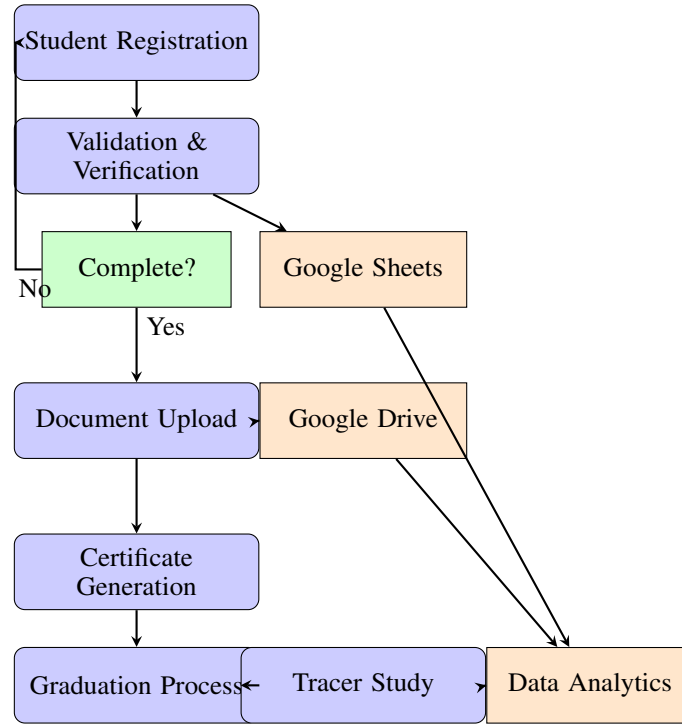 Student Registration
Validation &
Verification
Complete?
Google Sheets
No
Yes
Document Upload
Google Drive
Certificate
Generation
Graduation Process
Tracer Study
Data Analytics